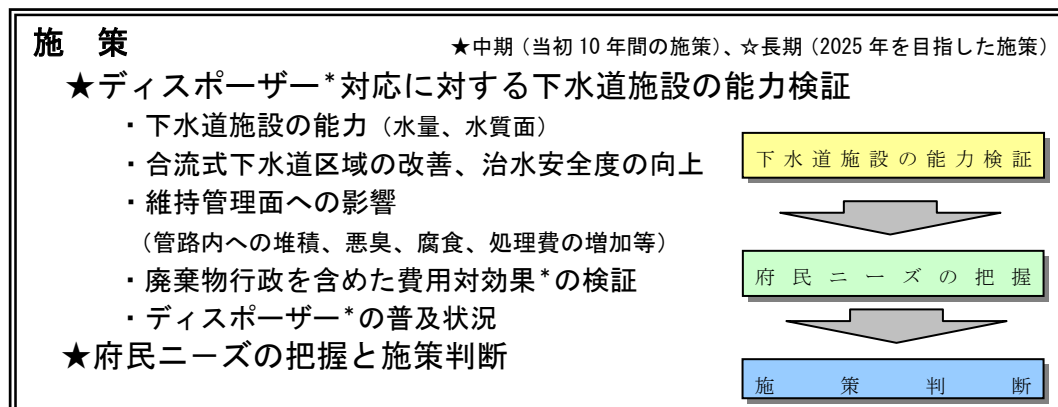 施 策 ★中期（当初 10 年間の施策）、☆長期（2025 年を目指した施策）
★ディスポーザー*対応に対する下水道施設の能力検証
・下水道施設の能力（水量、水質面）
・合流式下水道区域の改善、治水安全度の向上
・維持管理面への影響
（管路内への堆積、悪臭、腐食、処理費の増加等）
・廃棄物行政を含めた費用対効果*の検証
・ディスポーザー*の普及状況
★府民ニーズの把握と施策判断
下水道施設の能力検証
府民ニーズの把握
施策判断